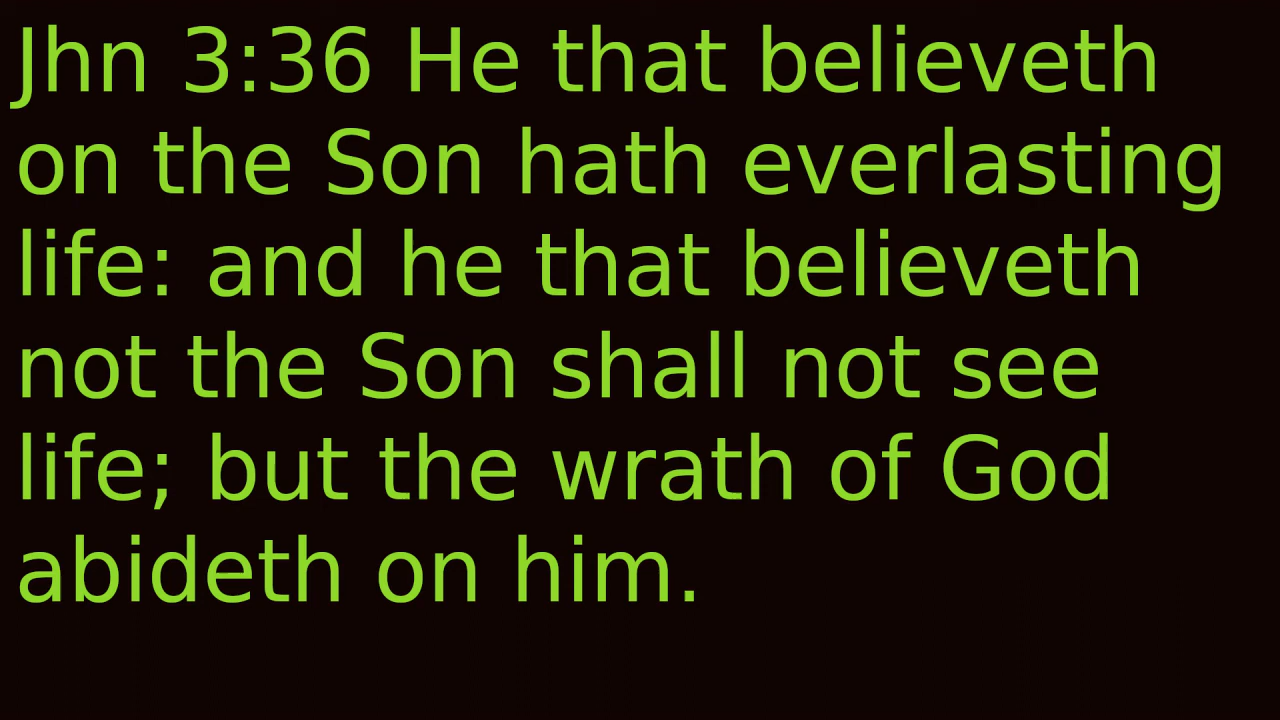 Jhn 3:36 He that believeth
on the Son hath everlasting
life: and he that believeth
not the Son shall not see
life; but the wrath of God
abideth on him.